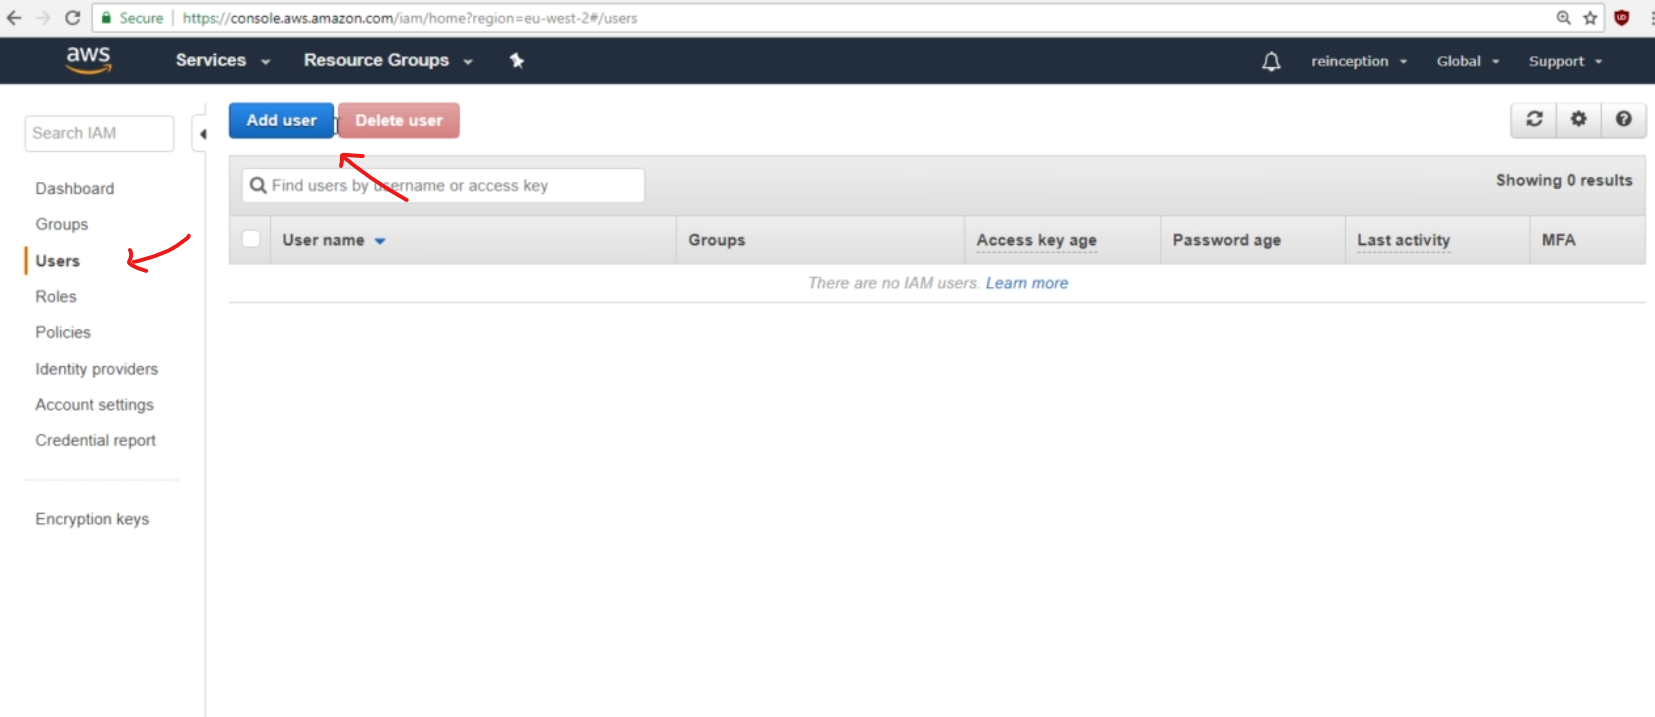 Secure https://console.aws.amazon.com/iam/home?region=eu-west-2#/users
aws Services Resource Groups reinception Global Support
Search IAM
Dashboard
Groups
Users
Roles
Policies
Identity providers
Account settings
Credential report
Encryption keys
Add user Delete user
Find users by username or access key
Showing 0 results
User name Groups Access key age Password age Last activity MFA
There are no IAM users. Learn more